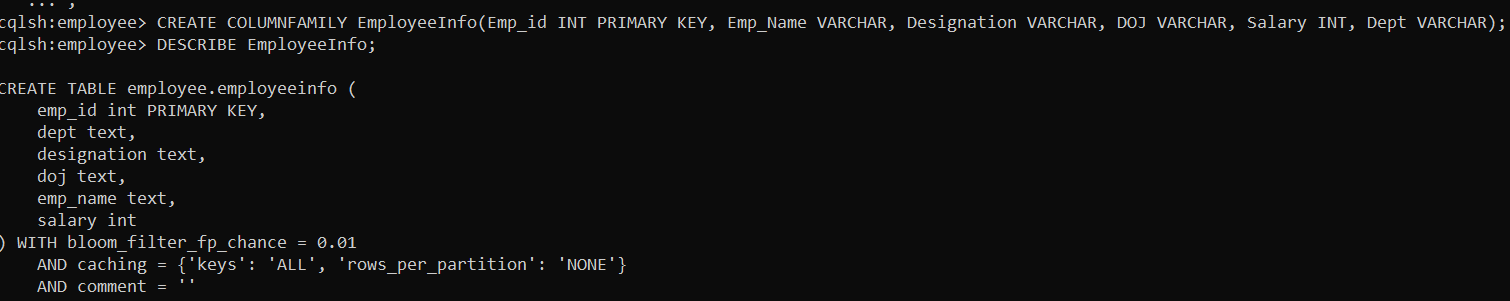 ... ,
cqlsh:employee> CREATE COLUMNFAMILY EmployeeInfo(Emp_id INT PRIMARY KEY, Emp_Name VARCHAR, Designation VARCHAR, DOJ VARCHAR, Salary INT, Dept VARCHAR);
cqlsh:employee> DESCRIBE EmployeeInfo;
CREATE TABLE employee.employeeinfo (
    emp_id int PRIMARY KEY,
    dept text,
    designation text,
    doj text,
    emp_name text,
    salary int
) WITH bloom_filter_fp_chance = 0.01
    AND caching = {'keys': 'ALL', 'rows_per_partition': 'NONE'}
    AND comment = ''